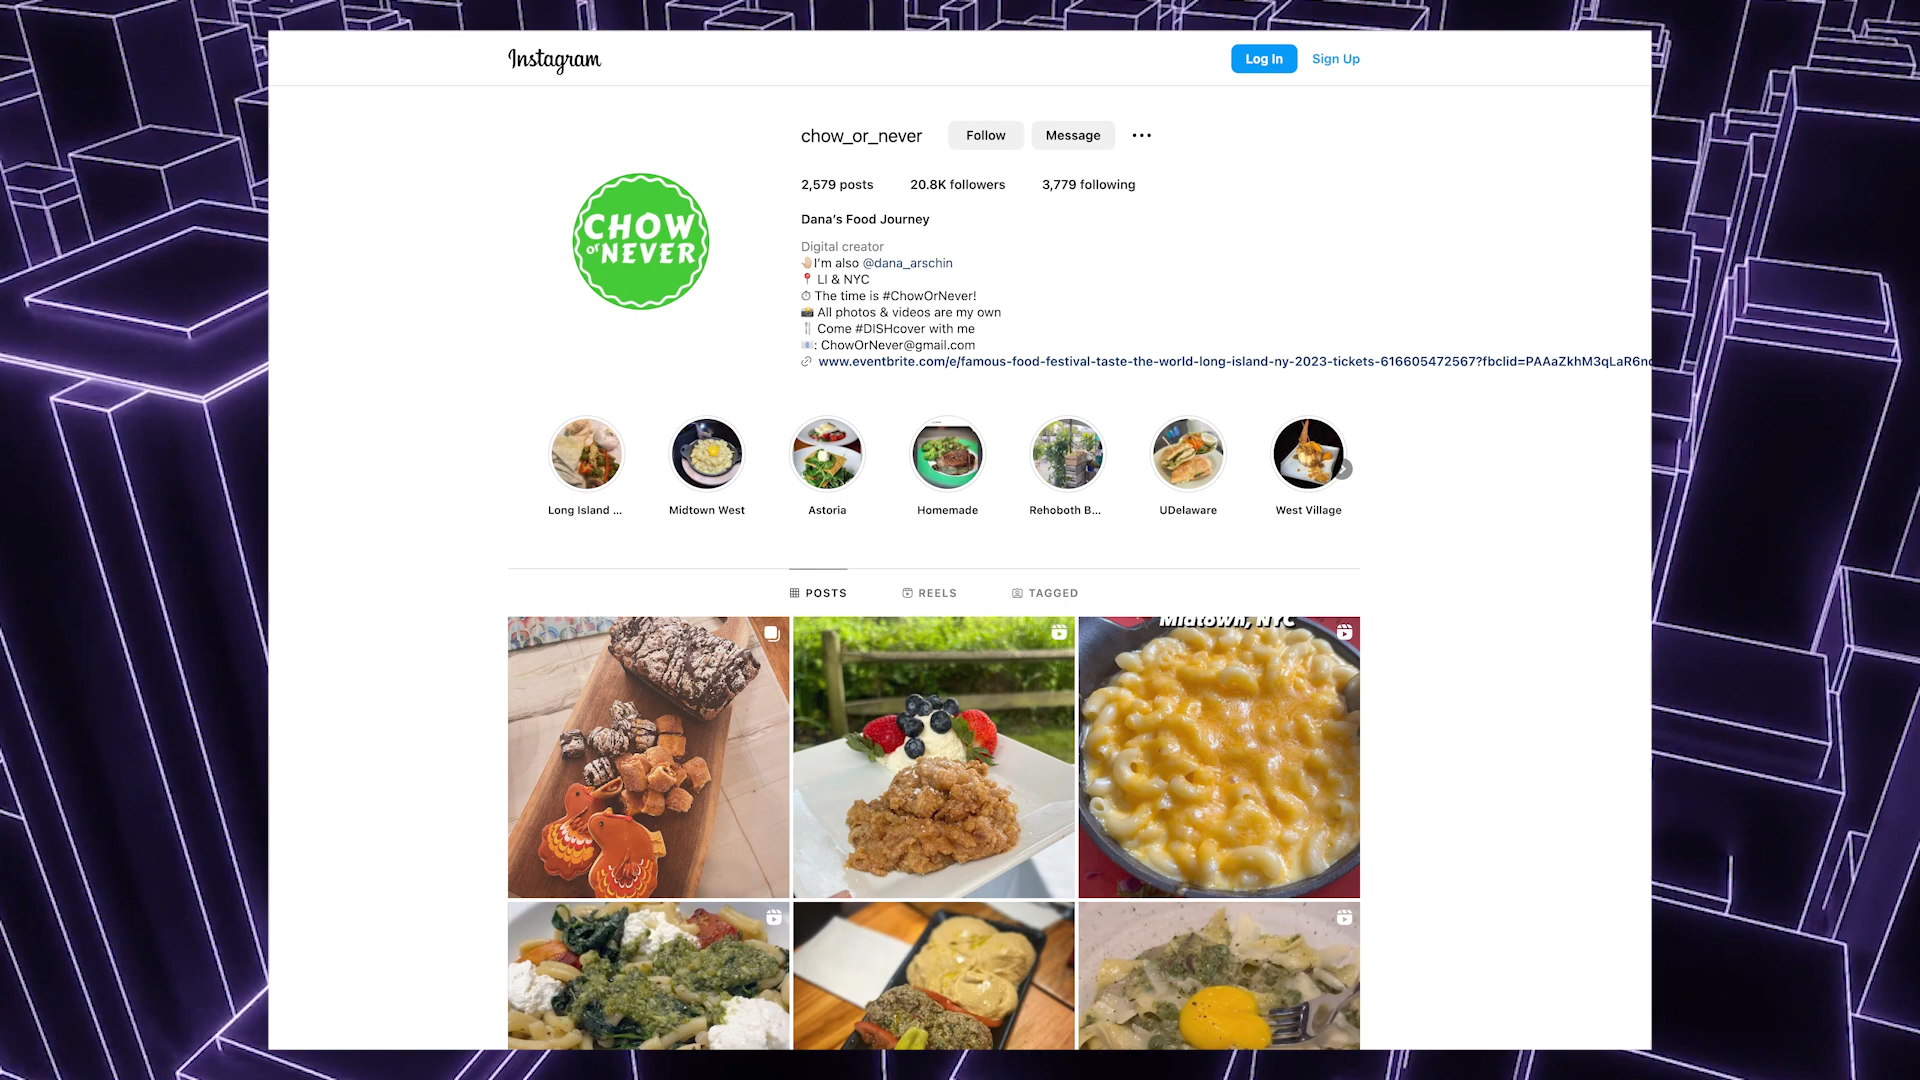 Instagram
Log In
Sign Up
chow_or_never
Follow
Message
2,579 posts
20.8K followers
3,779 following
CHOW
or NEVER
Dana's Food Journey
Digital creator
🤚🏼I'm also @dana_arschin
📍 LI & NYC
⏱ The time is #ChowOrNever!
📸 All photos & videos are my own
🍴 Come #DISHcover with me
📧: ChowOrNever@gmail.com
www.eventbrite.com/e/famous-food-festival-taste-the-world-long-island-ny-2023-tickets-616605472567?fbclid=PAAaZkhM3qLaR6n
Long Island ...
Midtown West
Astoria
Homemade
Rehoboth B...
UDelaware
West Village
POSTS
REELS
TAGGED
Midtown, NYC